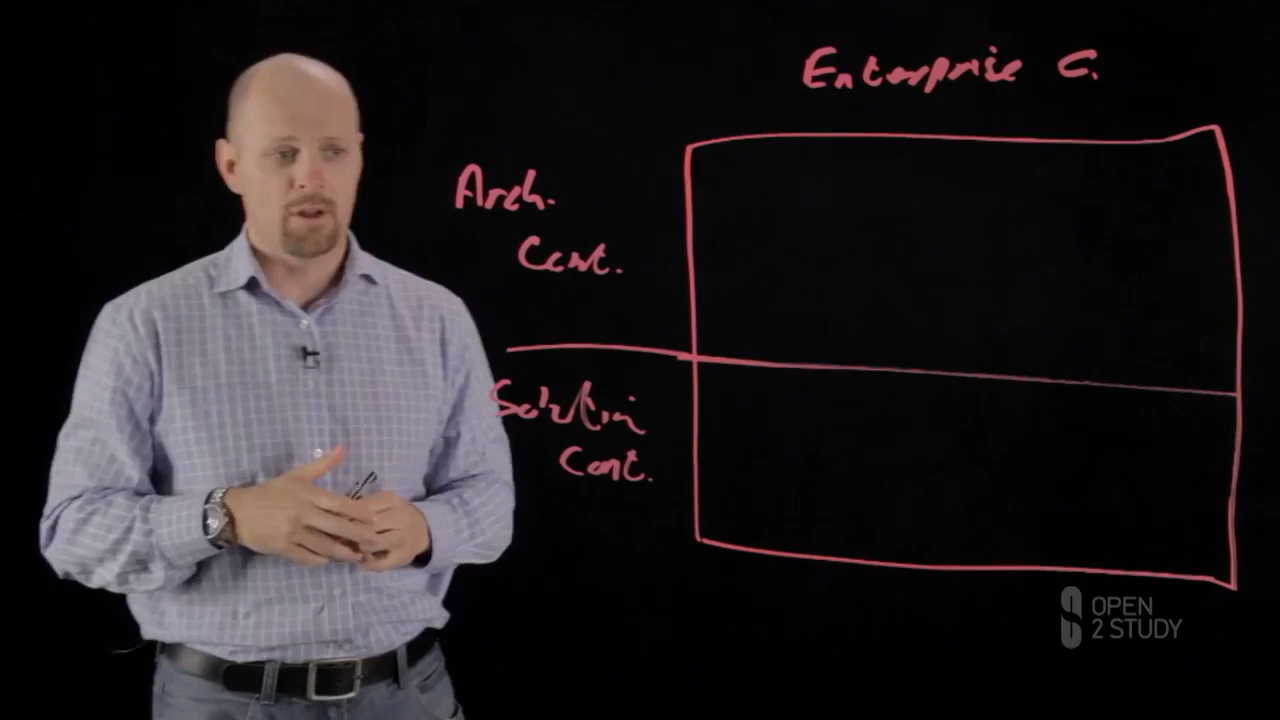 Enterprise C.
Arch.
Cont.
Solution
Cont.
OPEN
2 STUDY